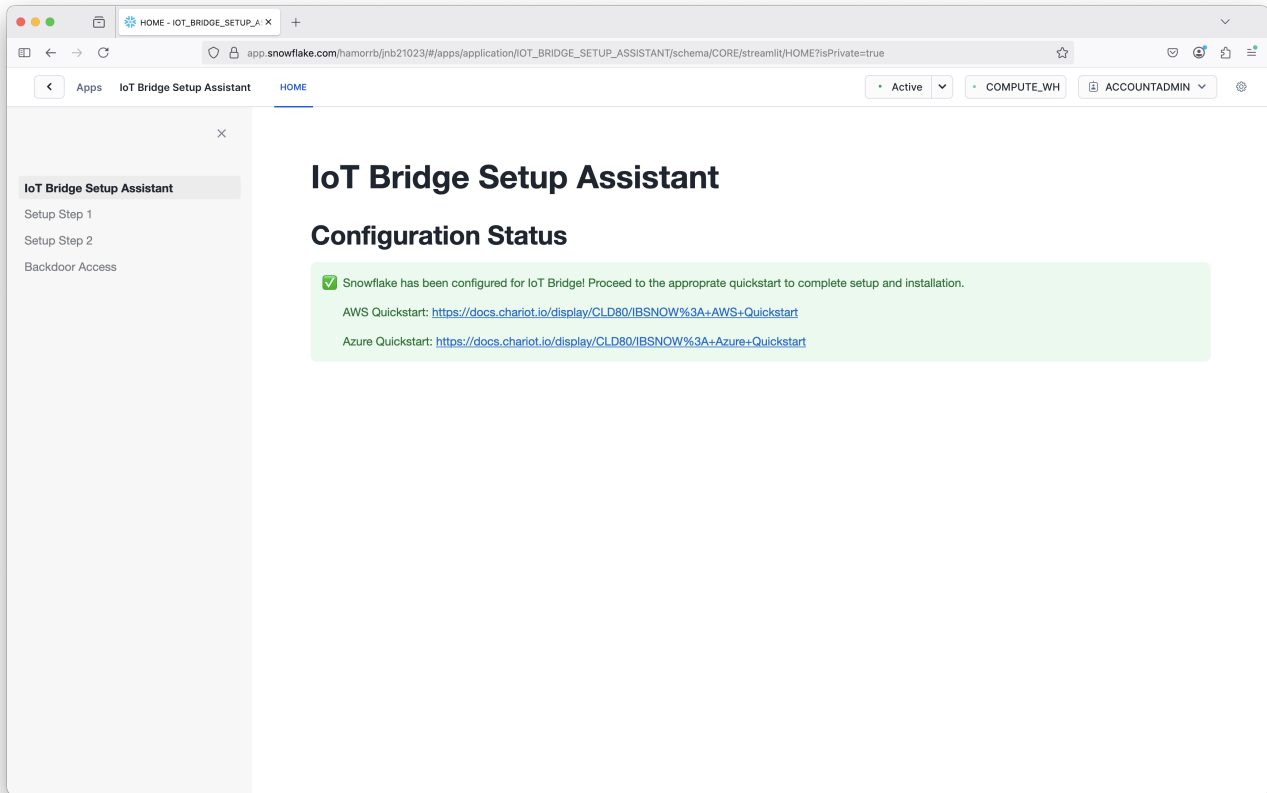 HOME - IOT_BRIDGE_SETUP_A
app.snowflake.com/hamorrb/jnb21023/#/apps/application/IOT_BRIDGE_SETUP_ASSISTANT/schema/CORE/streamlit/HOME?isPrivate=true
Apps IoT Bridge Setup Assistant HOME Active COMPUTE_WH ACCOUNTADMIN
IoT Bridge Setup Assistant
Setup Step 1
Setup Step 2
Backdoor Access
IoT Bridge Setup Assistant
Configuration Status
Snowflake has been configured for IoT Bridge! Proceed to the approprate quickstart to complete setup and installation.
AWS Quickstart: https://docs.chariot.io/display/CLD80/IBSNOW%3A+AWS+Quickstart
Azure Quickstart: https://docs.chariot.io/display/CLD80/IBSNOW%3A+Azure+Quickstart